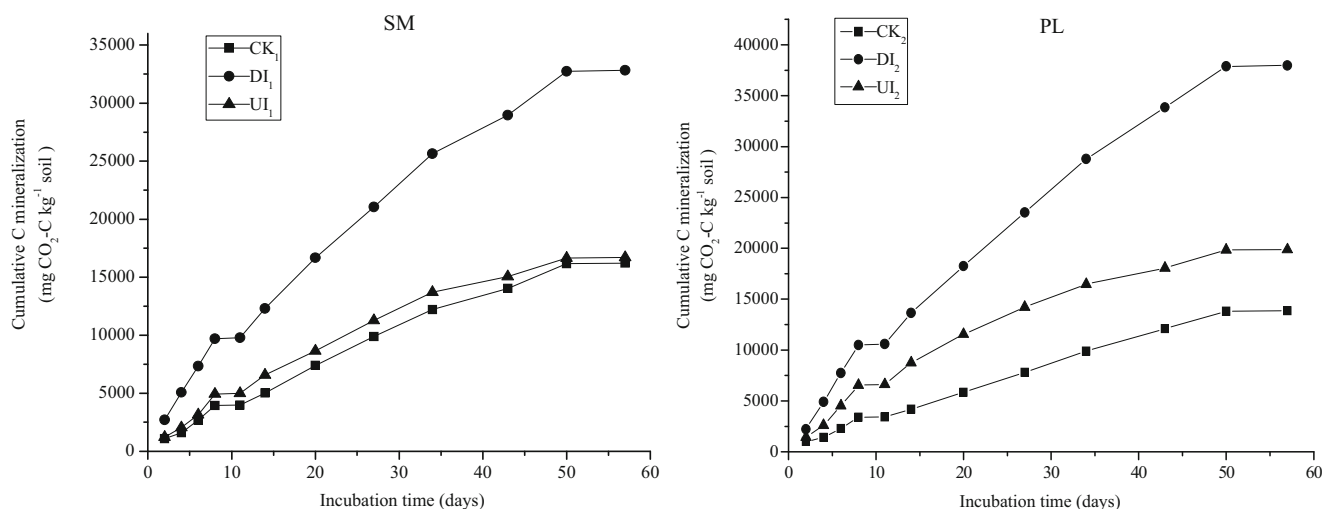 SM
CK₁
DI₁
UI₁
Cumulative C mineralization
(mg CO₂-C kg⁻¹ soil )
35000
30000
25000
20000
15000
10000
5000
0
0 10 20 30 40 50 60
Incubation time (days)
PL
CK₂
DI₂
UI₂
Cumulative C mineralization
(mg CO₂-C kg⁻¹ soil )
40000
35000
30000
25000
20000
15000
10000
5000
0
0 10 20 30 40 50 60
Incubation time (days)